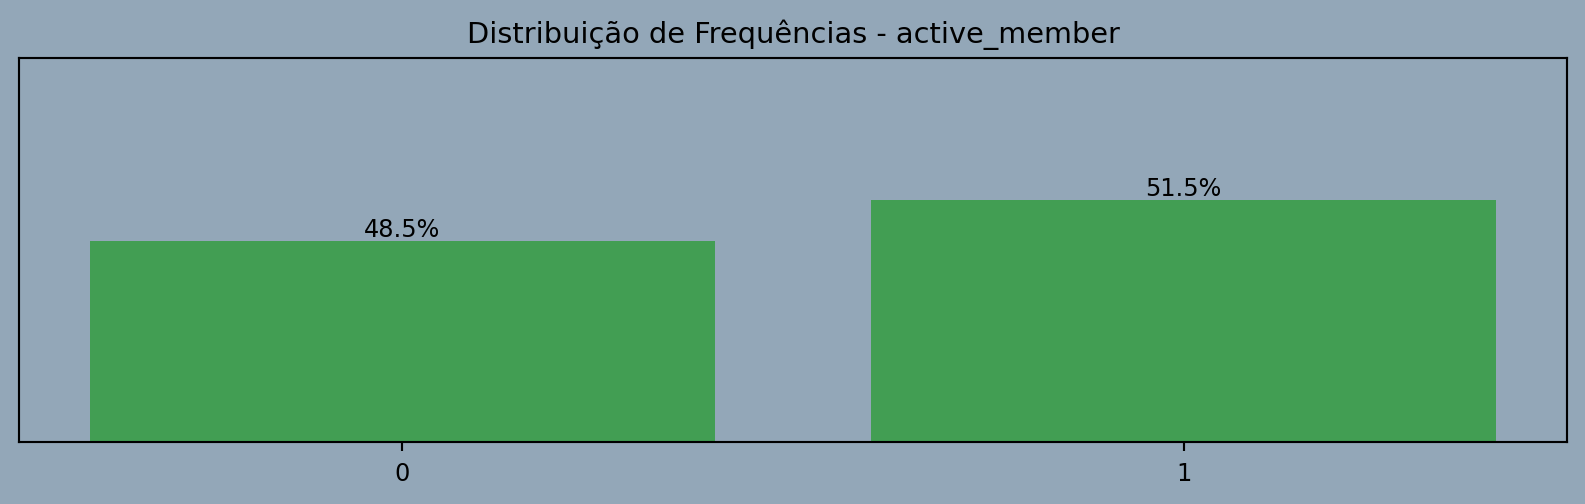 Distribuição de Frequências - active_member
48.5%
51.5%
0
1